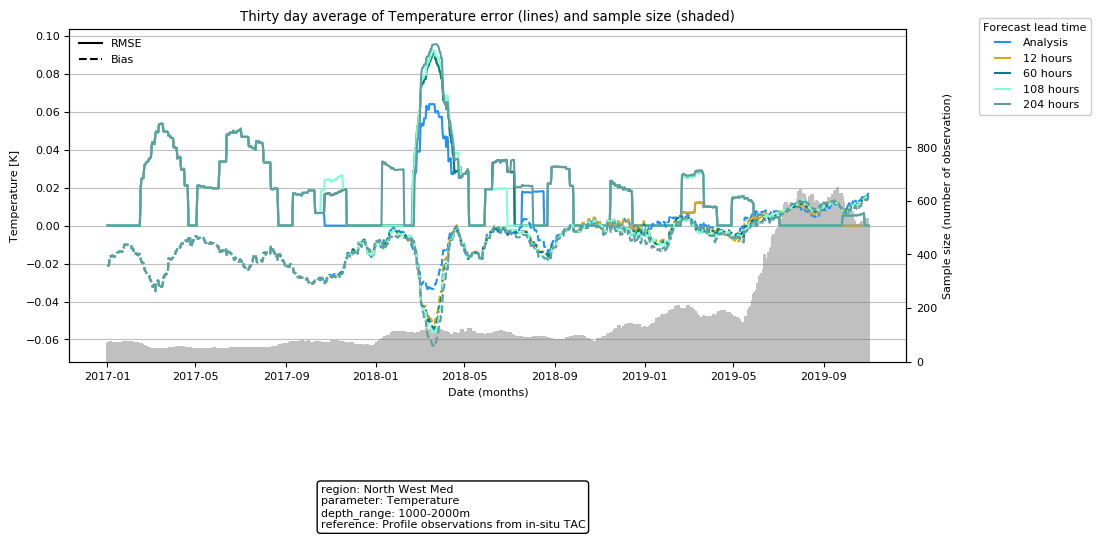 Thirty day average of Temperature error (lines) and sample size (shaded)
Forecast lead time
Analysis
12 hours
60 hours
108 hours
204 hours
RMSE
Bias
0.10
0.08
0.06
0.04
0.02
0.00
−0.02
−0.04
−0.06
Temperature [K]
800
600
400
200
0
Sample size (number of observation)
2017-01 2017-05 2017-09 2018-01 2018-05 2018-09 2019-01 2019-05 2019-09
Date (months)
region: North West Med
parameter: Temperature
depth_range: 1000-2000m
reference: Profile observations from in-situ TAC